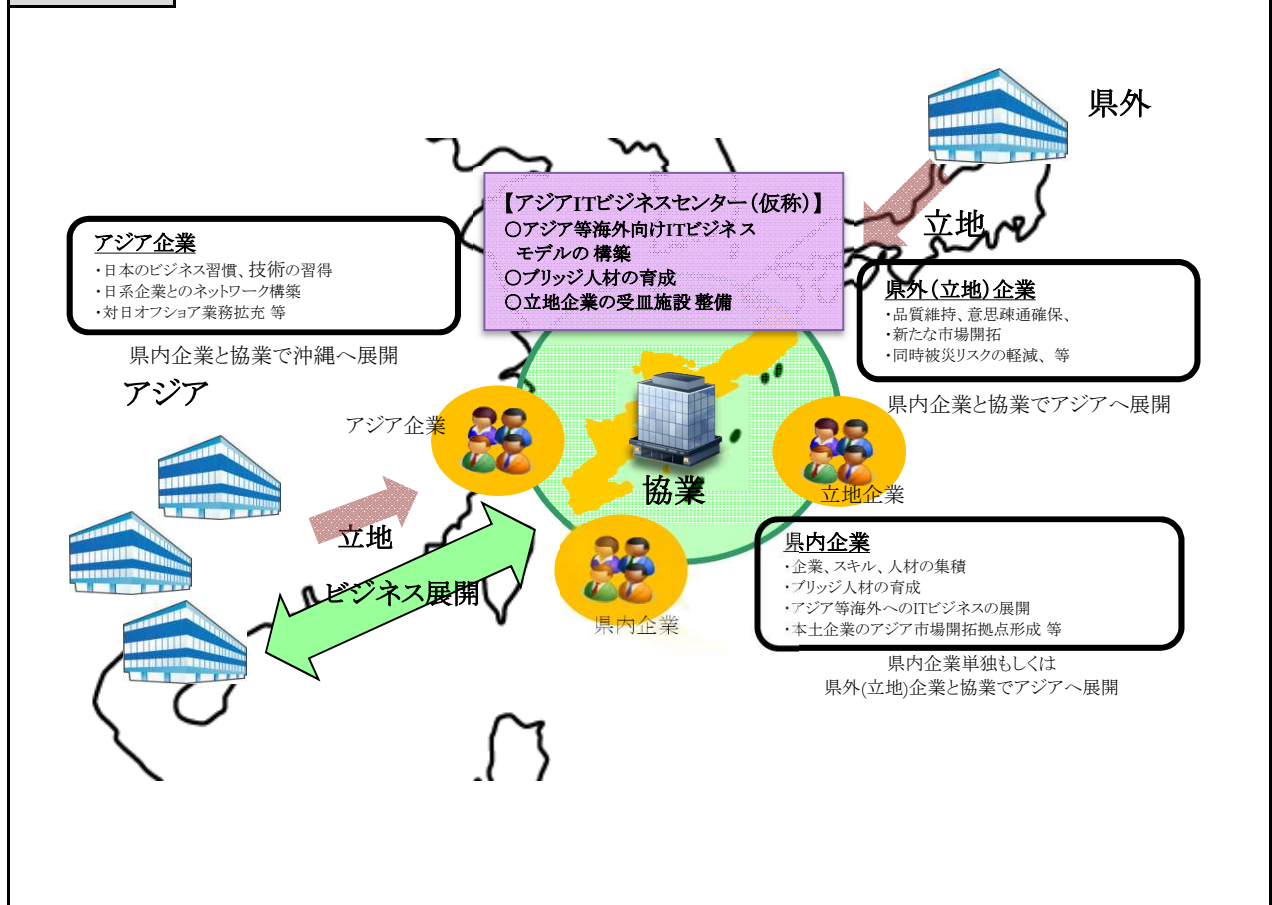 県外
【アジアITビジネスセンター（仮称）】
○アジア等海外向けITビジネス
モデルの 構築
○ブリッジ人材の育成
○立地企業の受皿施設 整備
立地
アジア企業
・日本のビジネス習慣、技術の習得
・日系企業とのネットワーク構築
・対日オフショア業務拡充 等
県内企業と協業で沖縄へ展開
アジア
県外（立地）企業
・品質維持、意思疎通確保、
・新たな市場開拓
・同時被災リスクの軽減、 等
県内企業と協業でアジアへ展開
アジア企業
協業
立地企業
立地
ビジネス展開
県内企業
県内企業
・企業、スキル、人材の集積
・ブリッジ人材の育成
・アジア等海外へのITビジネスの展開
・本土企業のアジア市場開拓拠点形成 等
県内企業単独もしくは
県外(立地)企業と協業でアジアへ展開